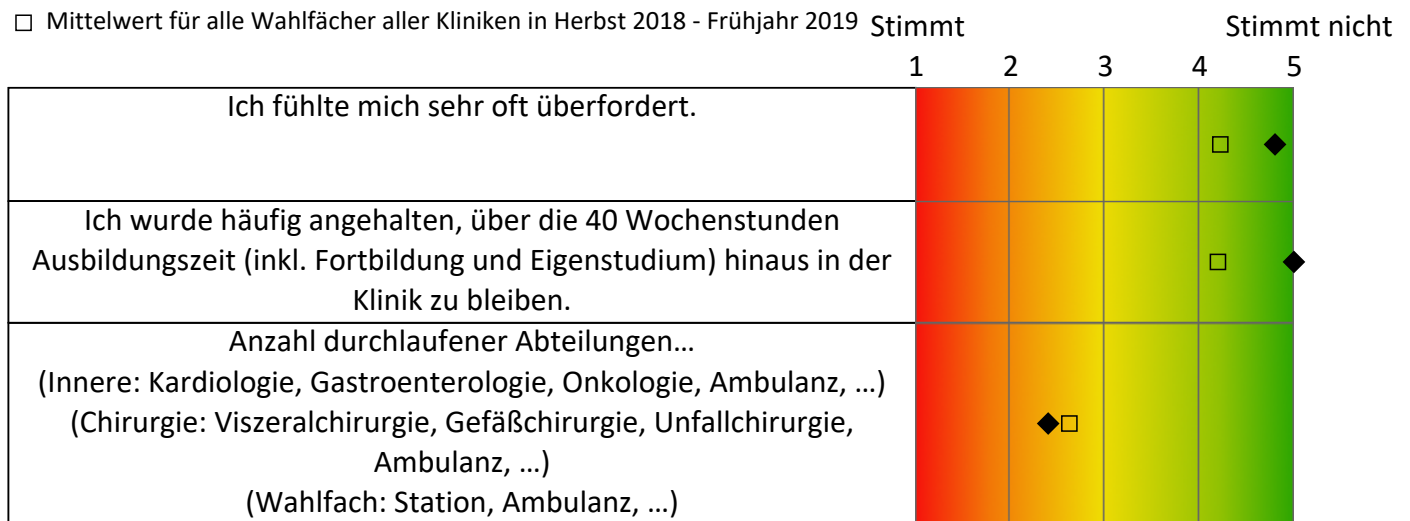 □ Mittelwert für alle Wahlfächer aller Kliniken in Herbst 2018 - Frühjahr 2019
Stimmt Stimmt nicht
1 2 3 4 5
Ich fühlte mich sehr oft überfordert.
Ich wurde häufig angehalten, über die 40 Wochenstunden
Ausbildungszeit (inkl. Fortbildung und Eigenstudium) hinaus in der
Klinik zu bleiben.
Anzahl durchlaufener Abteilungen…
(Innere: Kardiologie, Gastroenterologie, Onkologie, Ambulanz, …)
(Chirurgie: Viszeralchirurgie, Gefäßchirurgie, Unfallchirurgie,
Ambulanz, …)
(Wahlfach: Station, Ambulanz, …)